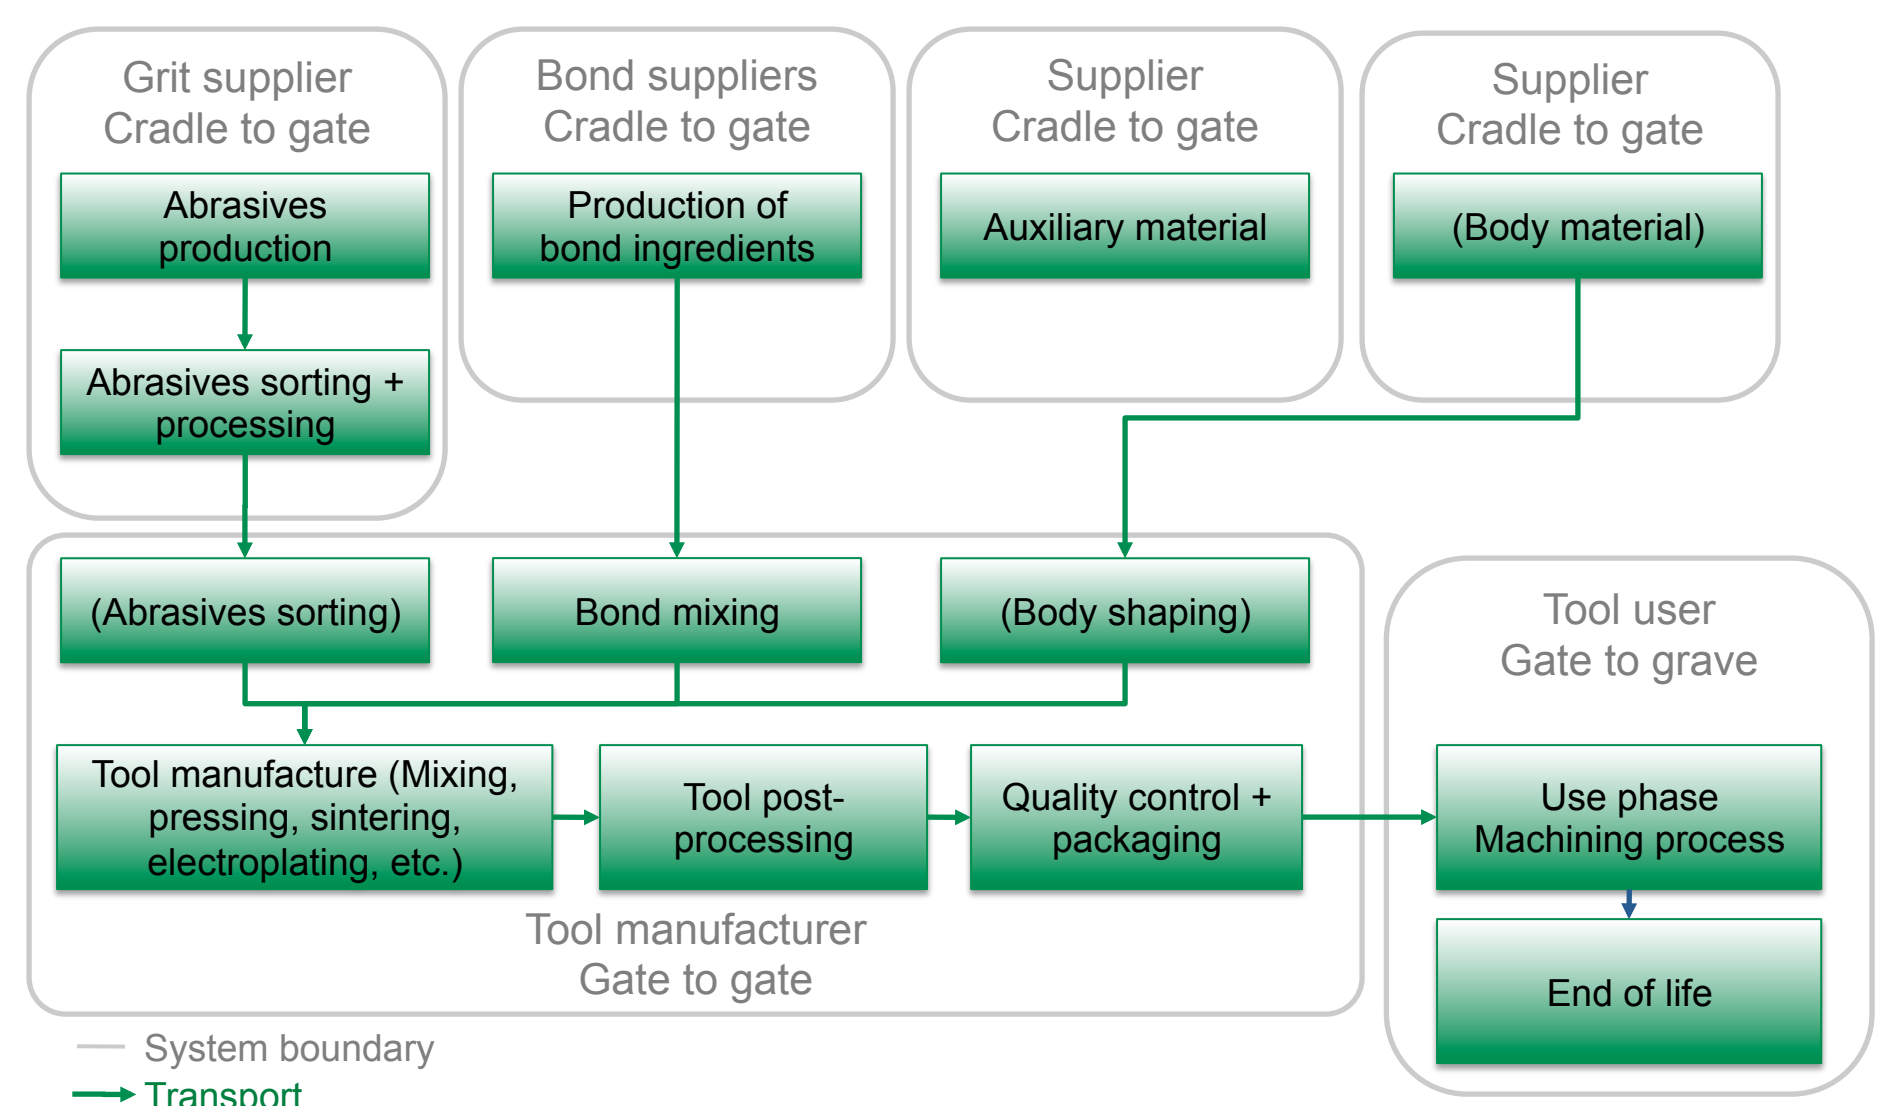 Grit supplier
Cradle to gate
Abrasives
production
Abrasives sorting +
processing
Bond suppliers
Cradle to gate
Production of
bond ingredients
Supplier
Cradle to gate
Auxiliary material
Supplier
Cradle to gate
(Body material)
(Abrasives sorting)
Bond mixing
(Body shaping)
Tool manufacture (Mixing,
pressing, sintering,
electroplating, etc.)
Tool post-
processing
Quality control +
packaging
Tool manufacturer
Gate to gate
Tool user
Gate to grave
Use phase
Machining process
End of life
System boundary
Transport